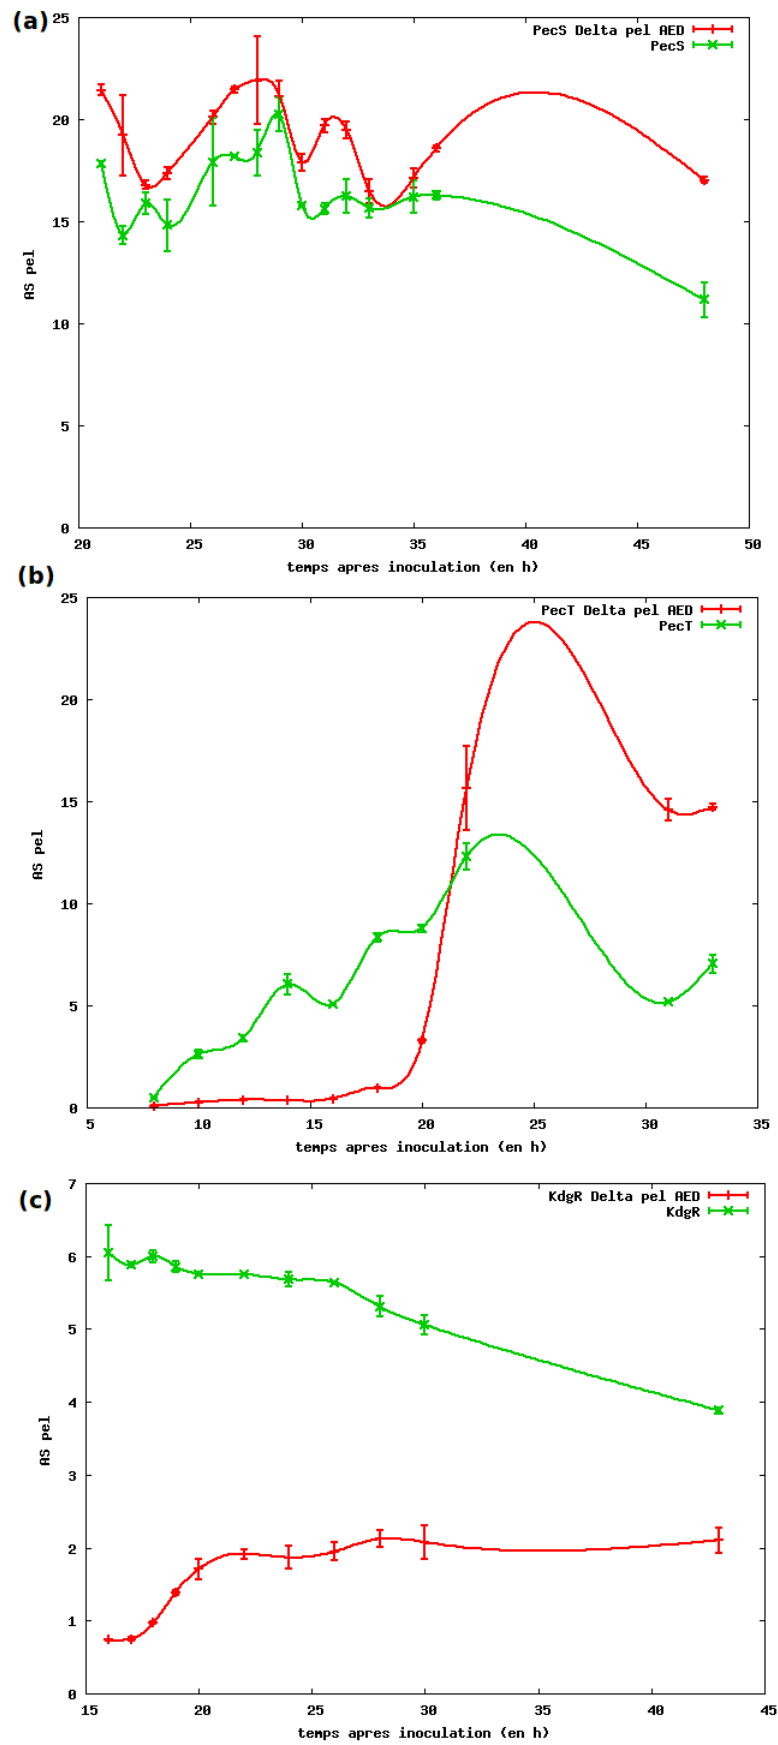 (a)
25
20
15
10
5
0
AS pel
PecS Delta pel AED
PecS
20 25 30 35 40 45 50
temps apres inoculation (en h)
(b)
25
20
15
10
5
0
AS pel
PecT Delta pel AED
PecT
5 10 15 20 25 30 35
temps apres inoculation (en h)
(c)
7
6
5
4
3
2
1
0
AS pel
KdgR Delta pel AED
KdgR
15 20 25 30 35 40 45
temps apres inoculation (en h)